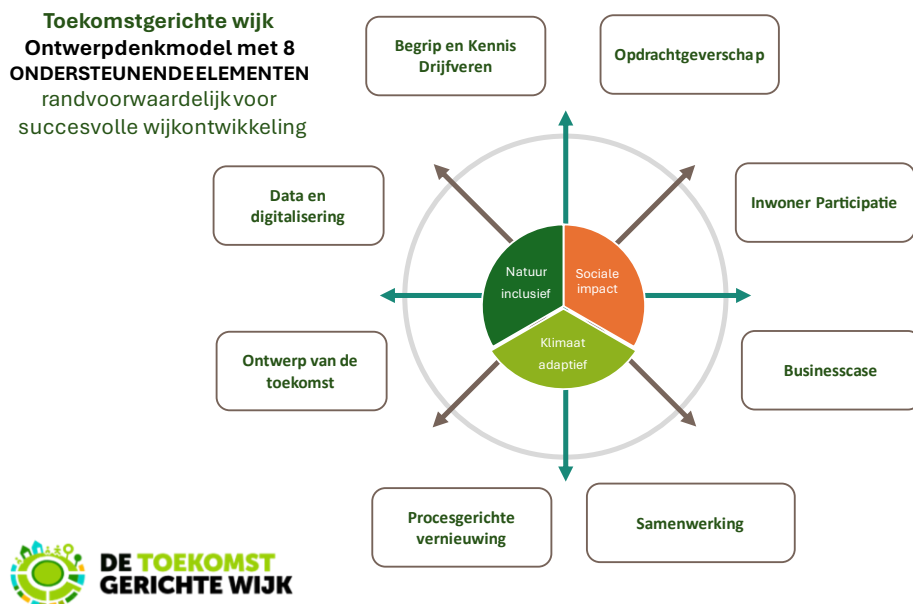 Toekomstgerichte wijk
Ontwerpdenkmodel met 8
ONDERSTEUNENDE ELEMENTEN
randvoorwaardelijk voor
succesvolle wijkontwikkeling
Begrip en Kennis
Drijfveren
Opdrachtgeverschap
Data en
digitalisering
Inwoner Participatie
Natuur
inclusief
Sociale
impact
Klimaat
adaptief
Ontwerp van de
toekomst
Businesscase
Procesgerichte
vernieuwing
Samenwerking
DE TOEKOMST
GERICHTE WIJK